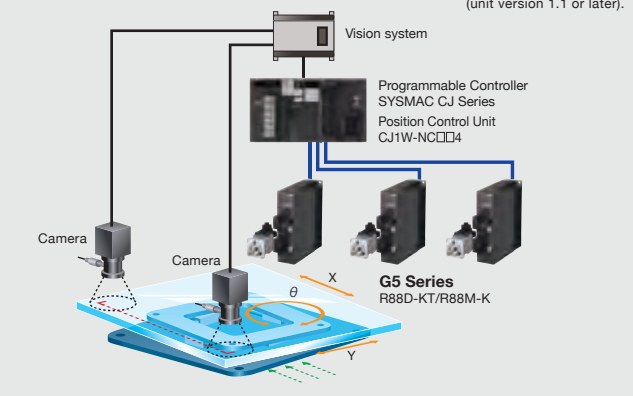 (unit version 1.1 or later).
Vision system
Programmable Controller
SYSMAC CJ Series
Position Control Unit
CJ1W-NC□□4
Camera
Camera
X
θ
G5 Series
R88D-KT/R88M-K
Y